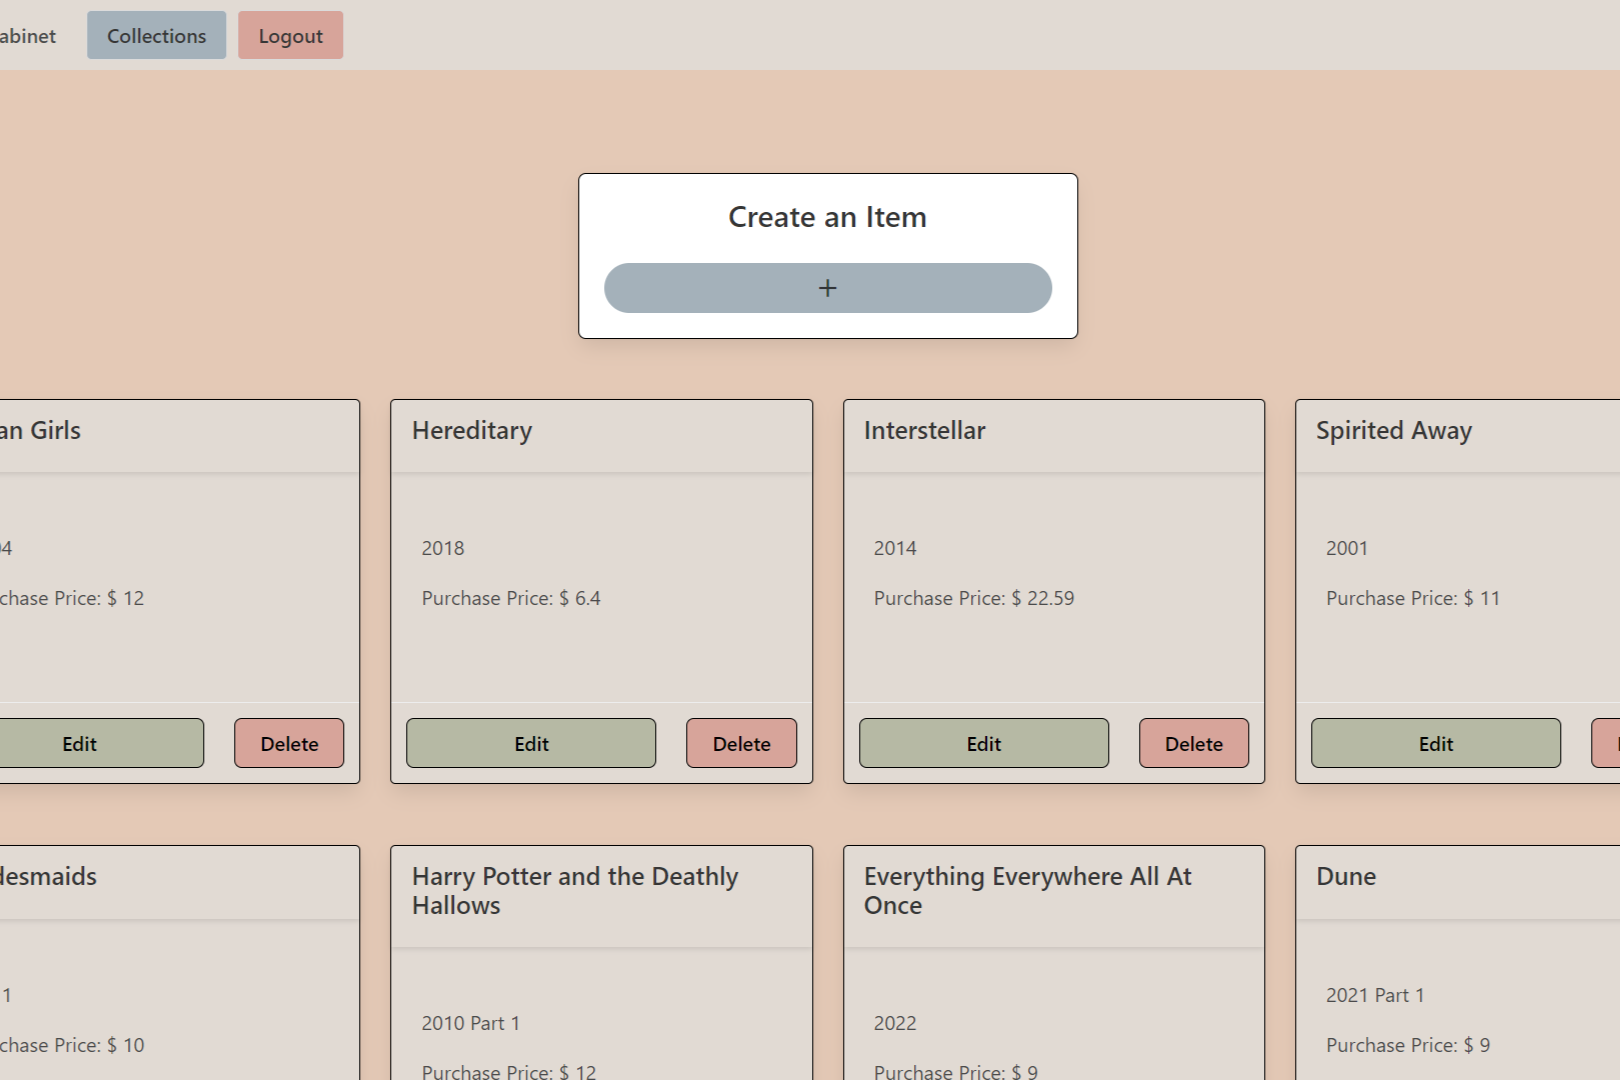 abinet Collections Logout
Create an Item
+
an Girls
Hereditary
Interstellar
Spirited Away
04
2018
2014
2001
chase Price: $ 12
Purchase Price: $ 6.4
Purchase Price: $ 22.59
Purchase Price: $ 11
Edit Delete
Edit Delete
Edit Delete
Edit
desmaids
Harry Potter and the Deathly
Hallows
Everything Everywhere All At
Once
Dune
1
2010 Part 1
2022
2021 Part 1
chase Price: $ 10
Purchase Price: $ 12
Purchase Price: $ 9
Purchase Price: $ 9